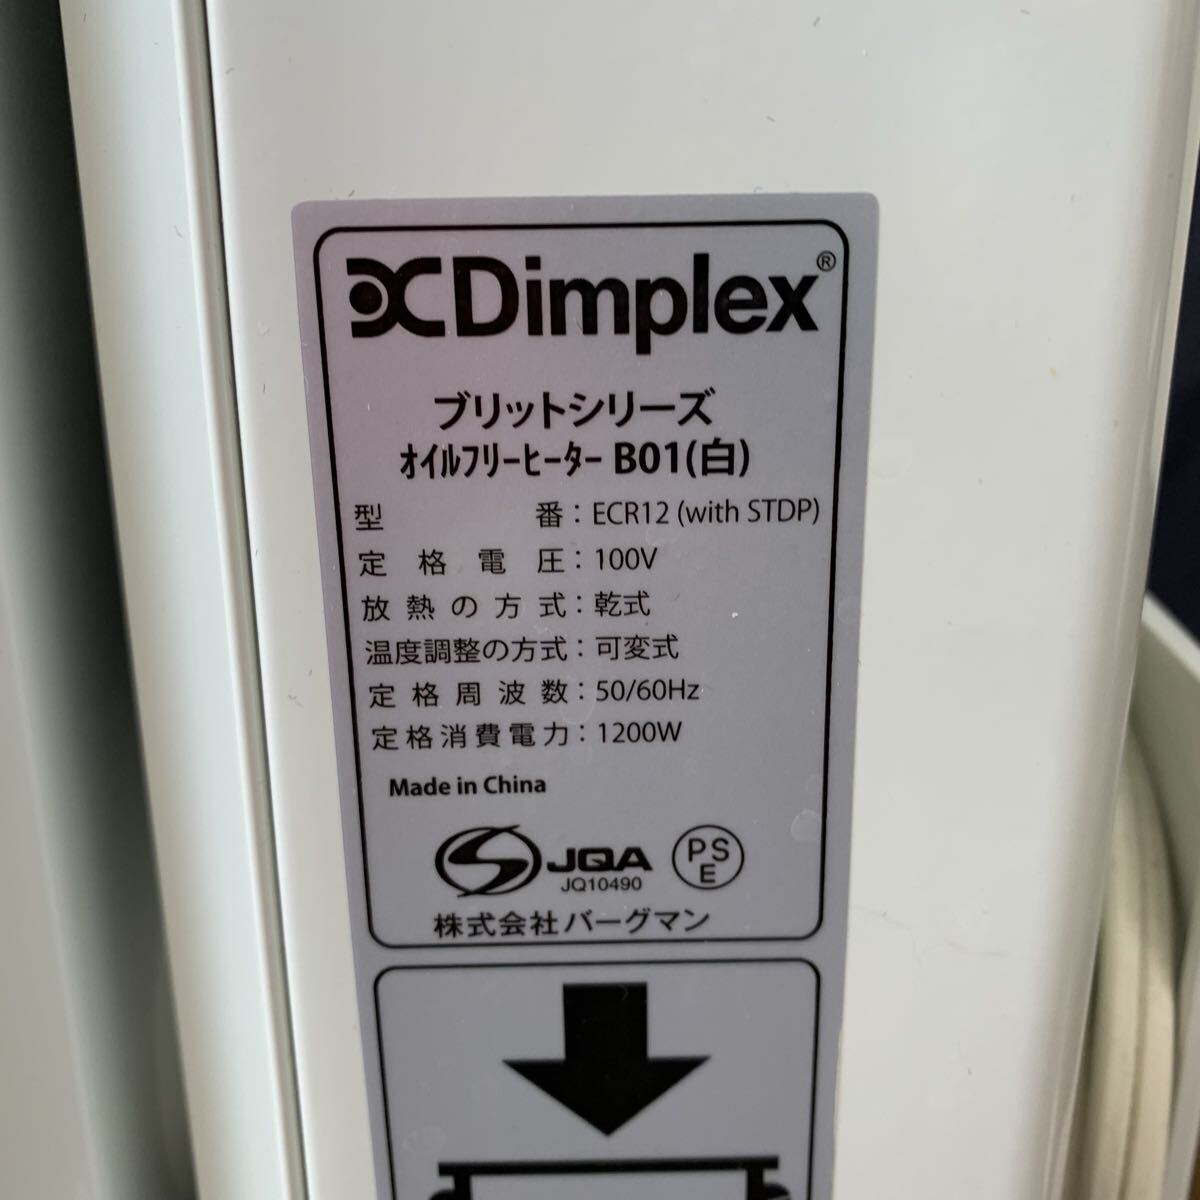 Dimplex®
ブリットシリーズ
オイルフリーヒーター B01(白)
型番：ECR12 (with STDP)
定格電圧：100V
放熱の方式：乾式
温度調整の方式：可変式
定格周波数：50/60Hz
定格消費電力：1200W
Made in China
JQA
JQ10490
PS
E
株式会社バーグマン